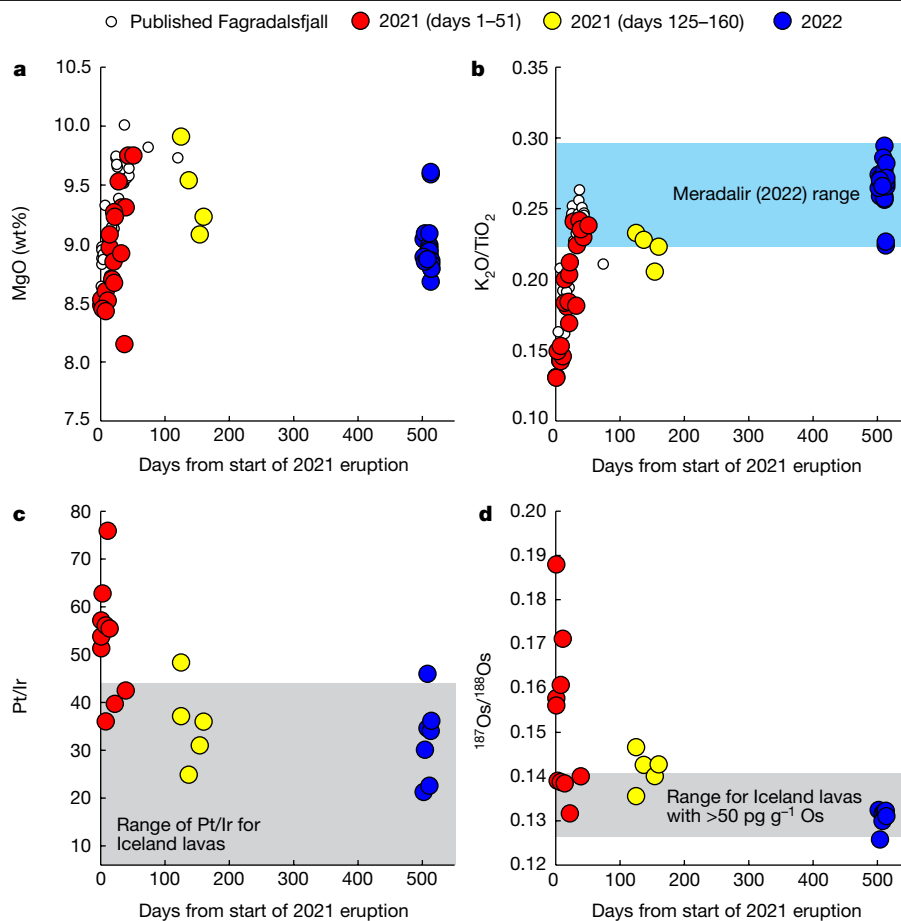 Published Fagradalsfjall 2021 (days 1–51) 2021 (days 125–160) 2022
a
10.5
10.0
9.5
9.0
8.5
8.0
7.5
MgO (wt%)
0 100 200 300 400 500
Days from start of 2021 eruption
b
0.35
0.30
0.25
0.20
0.15
0.10
K2O/TiO2
Meradalir (2022) range
0 100 200 300 400 500
Days from start of 2021 eruption
c
80
70
60
50
40
30
20
10
Pt/Ir
Range of Pt/Ir for
Iceland lavas
0 100 200 300 400 500
Days from start of 2021 eruption
d
0.20
0.19
0.18
0.17
0.16
0.15
0.14
0.13
0.12
187Os/188Os
Range for Iceland lavas
with >50 pg g−1 Os
0 100 200 300 400 500
Days from start of 2021 eruption